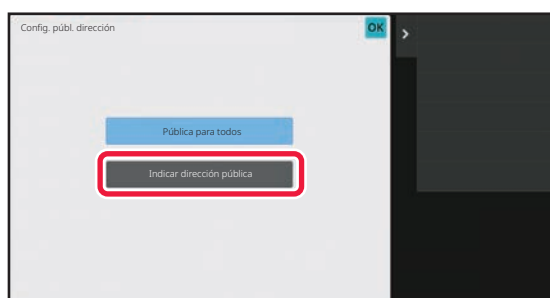 Config. públ. dirección
OK
>
Pública para todos
Indicar dirección pública